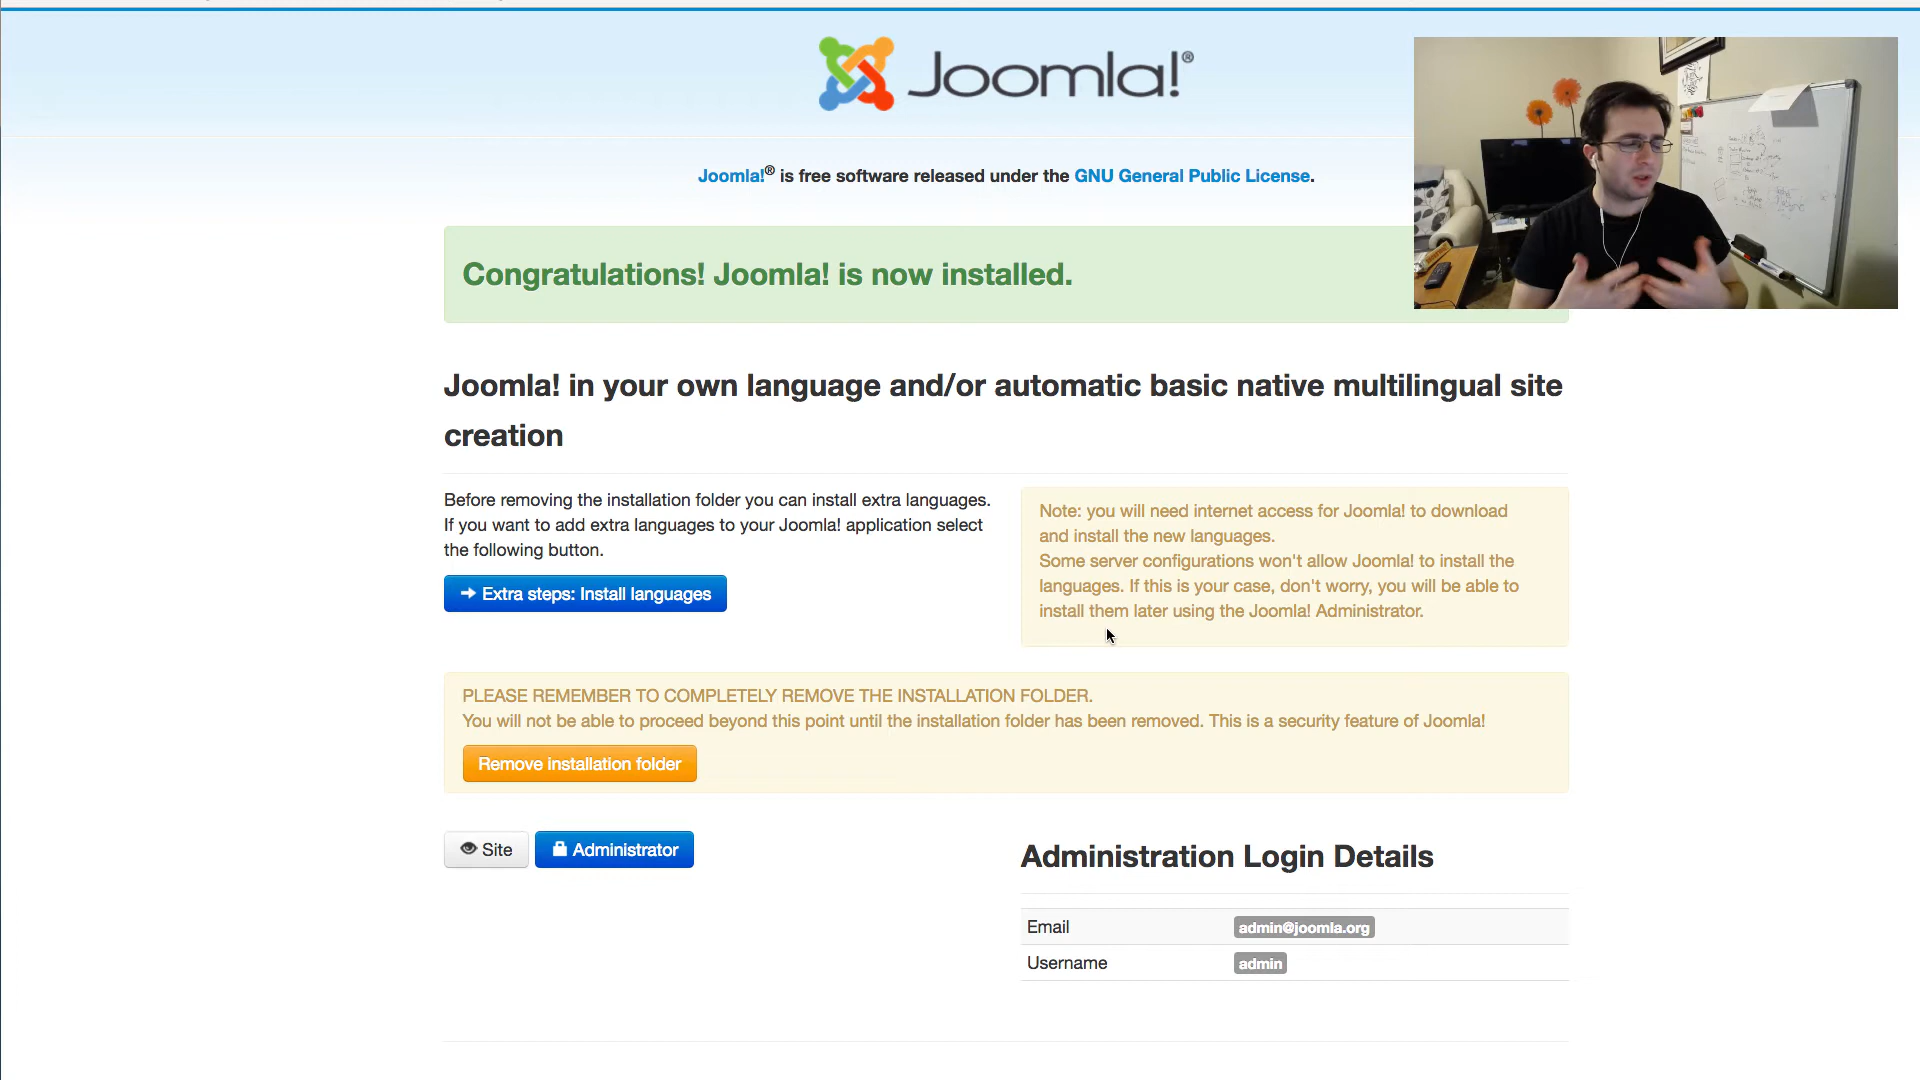 Joomla!®
Joomla!® is free software released under the GNU General Public License.
Congratulations! Joomla! is now installed.
Joomla! in your own language and/or automatic basic native multilingual site
creation
Before removing the installation folder you can install extra languages.
If you want to add extra languages to your Joomla! application select
the following button.
Extra steps: Install languages
Note: you will need internet access for Joomla! to download
and install the new languages.
Some server configurations won't allow Joomla! to install the
languages. If this is your case, don't worry, you will be able to
install them later using the Joomla! Administrator.
PLEASE REMEMBER TO COMPLETELY REMOVE THE INSTALLATION FOLDER.
You will not be able to proceed beyond this point until the installation folder has been removed. This is a security feature of Joomla!
Remove installation folder
Site
Administrator
Administration Login Details
Email admin@joomla.org
Username admin